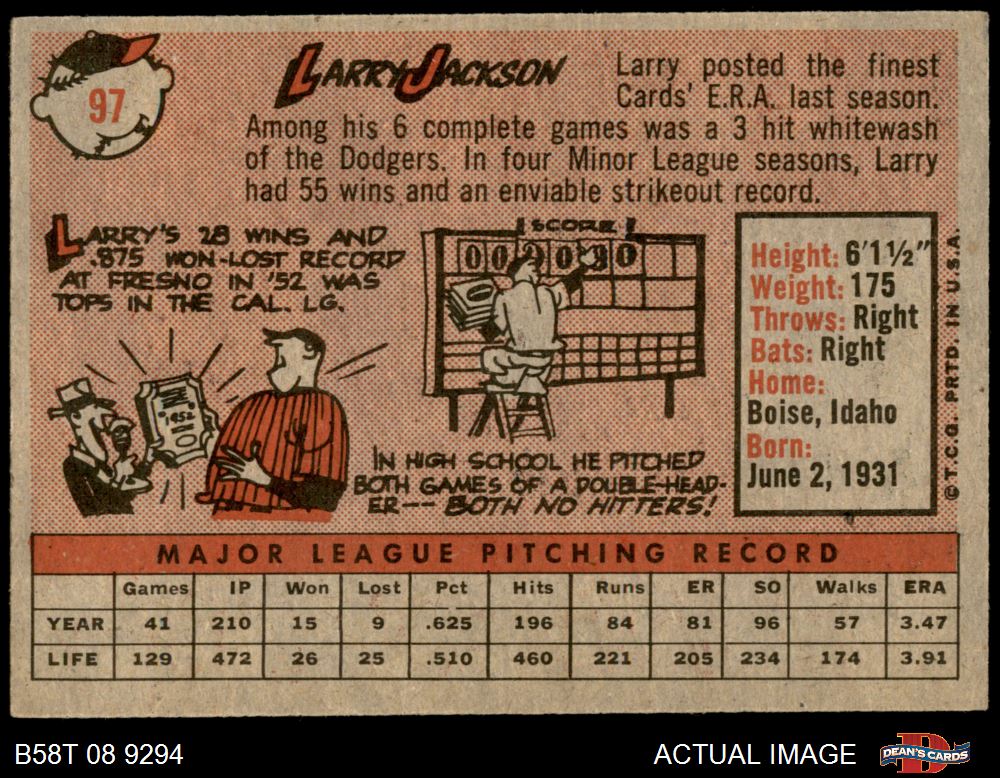 97
LARRY JACKSON
Larry posted the finest
Cards' E.R.A. last season.
Among his 6 complete games was a 3 hit whitewash
of the Dodgers. In four Minor League seasons, Larry
had 55 wins and an enviable strikeout record.
LARRY'S 28 WINS AND
.875 WON-LOST RECORD
AT FRESNO IN '52 WAS
TOPS IN THE CAL. LG.
1952
SCORE
IN HIGH SCHOOL HE PITCHED
BOTH GAMES OF A DOUBLE-HEAD-
ER--- BOTH NO HITTERS!
Height: 6'1½"
Weight: 175
Throws: Right
Bats: Right
Home:
Boise, Idaho
Born:
June 2, 1931
© T.C.G. PRTD. IN U.S.A.
MAJOR LEAGUE PITCHING RECORD
Games IP Won Lost Pct Hits Runs ER SO Walks ERA
YEAR 41 210 15 9 .625 196 84 81 96 57 3.47
LIFE 129 472 26 25 .510 460 221 205 234 174 3.91
B58T 08 9294
ACTUAL IMAGE
DEAN'S CARDS